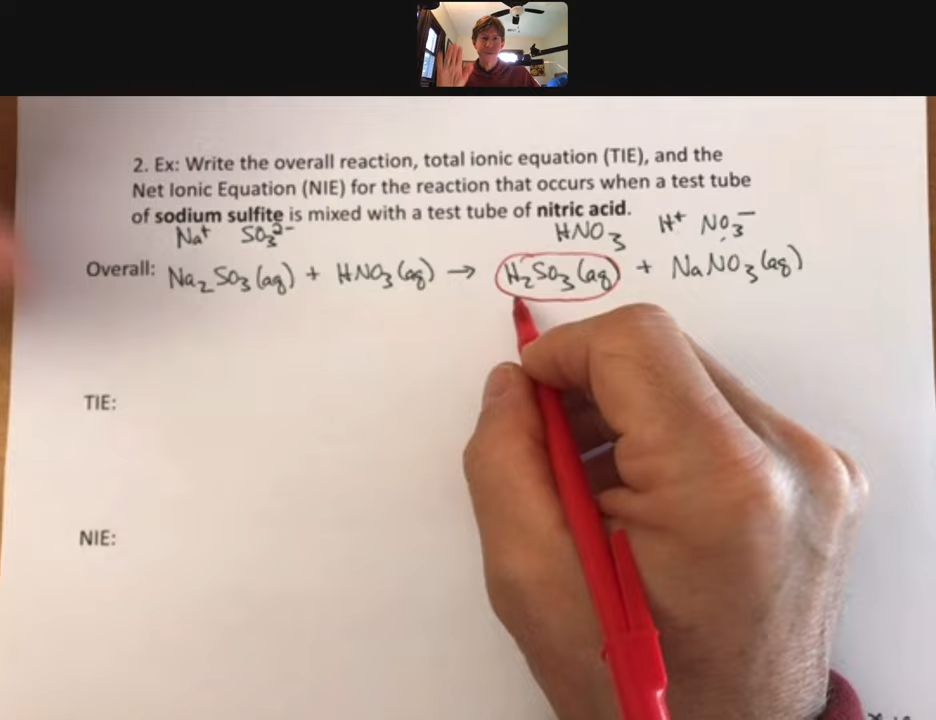 2. Ex: Write the overall reaction, total ionic equation (TIE), and the
Net Ionic Equation (NIE) for the reaction that occurs when a test tube
of sodium sulfite is mixed with a test tube of nitric acid.
Na⁺ SO₃²⁻ HNO₃ H⁺ NO₃⁻
Overall: Na₂SO₃(aq) + HNO₃(aq) → H₂SO₃(aq) + NaNO₃(aq)
TIE:
NIE: